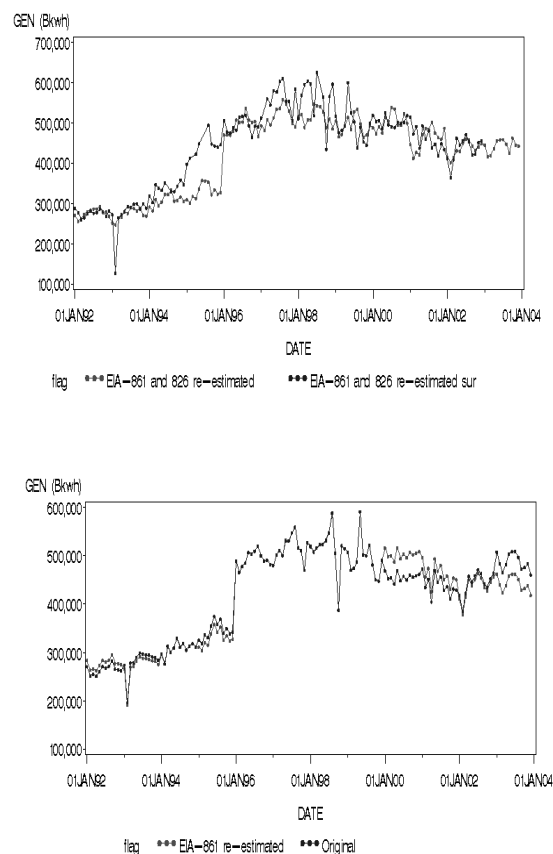 GEN (Bkwh)
700,000
600,000
500,000
400,000
300,000
200,000
100,000
01JAN92 01JAN94 01JAN96 01JAN98 01JAN00 01JAN02 01JAN04
DATE
flag EIA-861 and 826 re-estimated EIA-861 and 826 re-estimated sur
GEN (Bkwh)
600,000
500,000
400,000
300,000
200,000
100,000
01JAN92 01JAN94 01JAN96 01JAN98 01JAN00 01JAN02 01JAN04
DATE
flag EIA-861 re-estimated Original